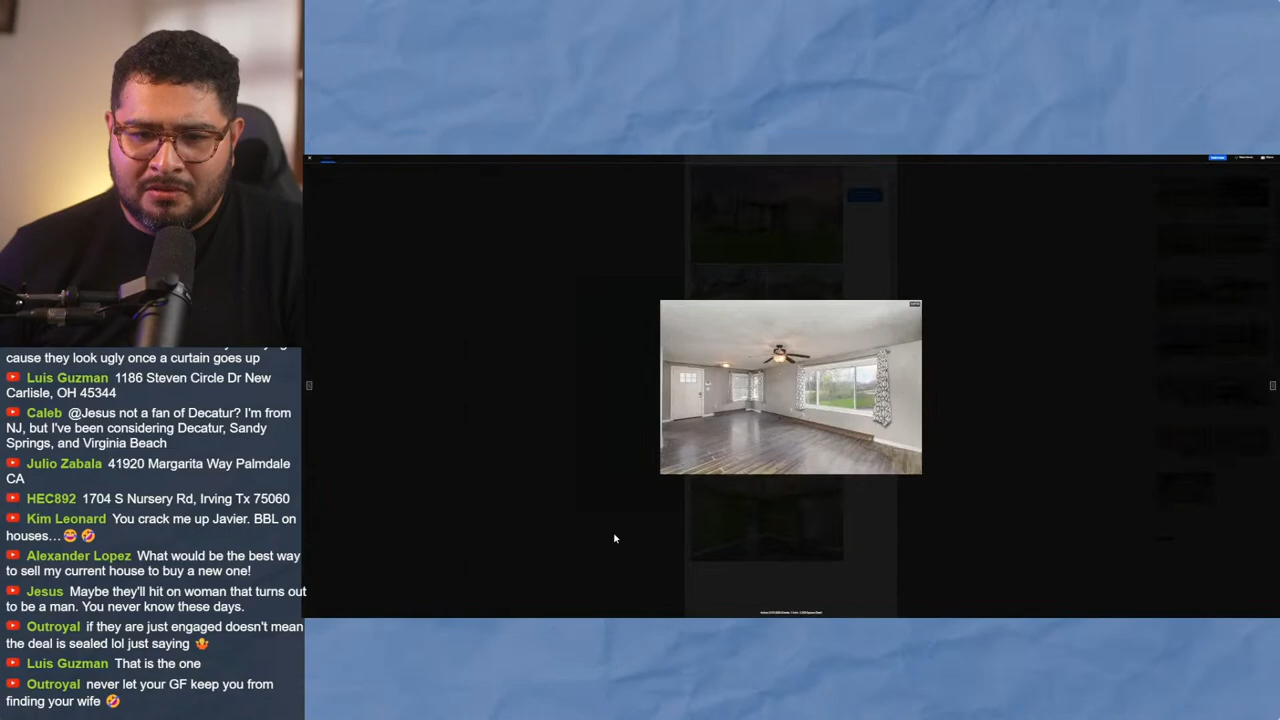 cause they look ugly once a curtain goes up
Luis Guzman 1186 Steven Circle Dr New
Carlisle, OH 45344
Caleb @Jesus not a fan of Decatur? I'm from
NJ, but I've been considering Decatur, Sandy
Springs, and Virginia Beach
Julio Zabala 41920 Margarita Way Palmdale
CA
HEC892 1704 S Nursery Rd, Irving Tx 75060
Kim Leonard You crack me up Javier. BBL on
houses…😂🤣
Alexander Lopez What would be the best way
to sell my current house to buy a new one!
Jesus Maybe they'll hit on woman that turns out
to be a man. You never know these days.
Outroyal if they are just engaged doesn't mean
the deal is sealed lol just saying 🤷
Luis Guzman That is the one
Outroyal never let your GF keep you from
finding your wife 🤣